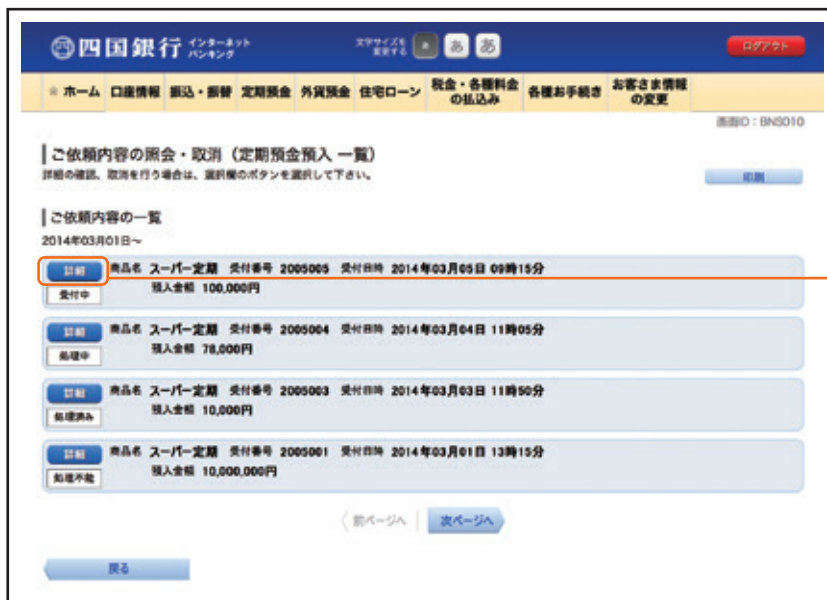 四国銀行 インターネットバンキング
文字サイズを変更する あ あ あ
ログアウト
ホーム 口座情報 振込・振替 定期預金 外貨預金 住宅ローン 税金・各種料金の払込み 各種お手続き お客さま情報の変更
画面ID：BNS010
ご依頼内容の照会・取消（定期預金預入 一覧）
詳細の確認、取消を行う場合は、選択欄のボタンを選択して下さい。
印刷
ご依頼内容の一覧
2014年03月01日～
詳細 商品名 スーパー定期 受付番号 2005005 受付日時 2014年03月05日 09時15分
受付中 預入金額 100,000円
詳細 商品名 スーパー定期 受付番号 2005004 受付日時 2014年03月04日 11時05分
処理中 預入金額 78,000円
詳細 商品名 スーパー定期 受付番号 2005003 受付日時 2014年03月03日 11時50分
処理済み 預入金額 10,000円
詳細 商品名 スーパー定期 受付番号 2005001 受付日時 2014年03月01日 13時15分
処理不能 預入金額 10,000,000円
前ページへ 次ページへ
戻る